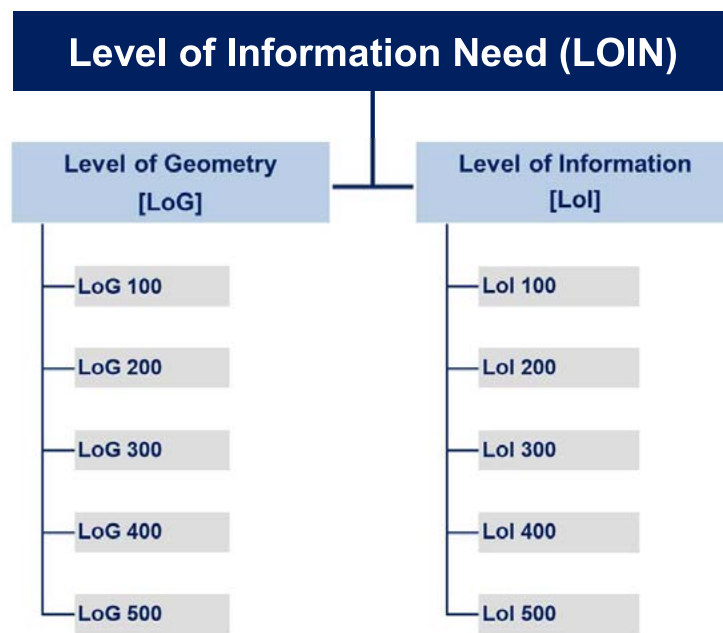 Level of Information Need (LOIN)
Level of Geometry
[LoG]
LoG 100
LoG 200
LoG 300
LoG 400
LoG 500
Level of Information
[LoI]
LoI 100
LoI 200
LoI 300
LoI 400
LoI 500